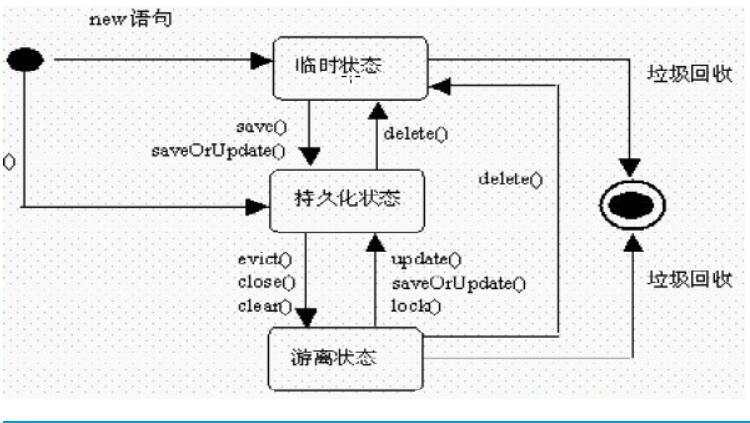 new语句
临时状态
垃圾回收
save()
saveOrUpdate()
delete()
()
delete()
持久化状态
evict()
close()
clear()
update()
saveOrUpdate()
lock()
垃圾回收
游离状态